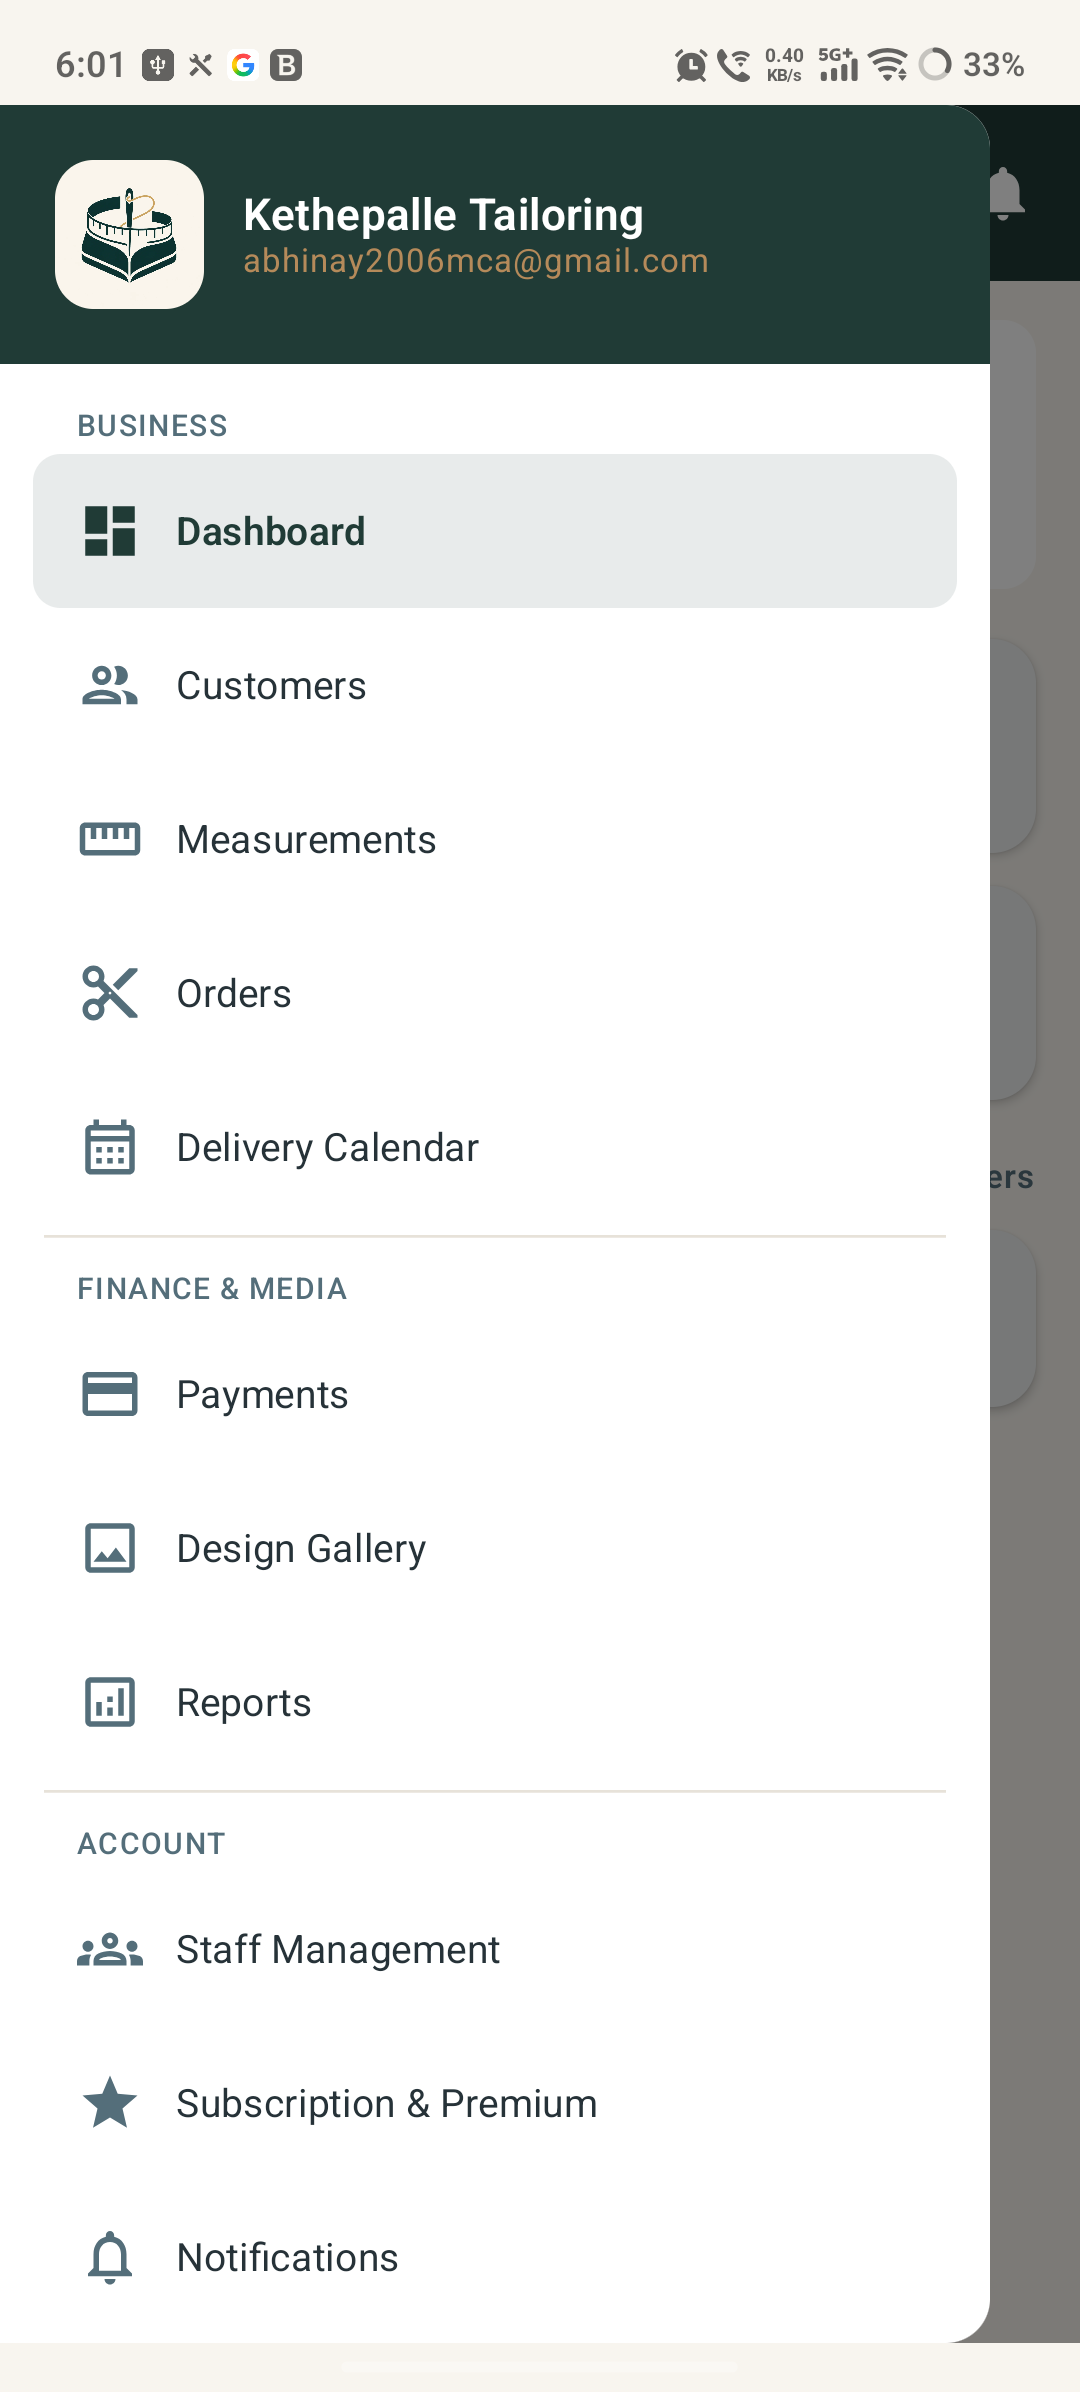 6:01
0.40
KB/s
5G+
33%
Kethepalle Tailoring
abhinay2006mca@gmail.com
BUSINESS
Dashboard
Customers
Measurements
Orders
Delivery Calendar
ers
FINANCE & MEDIA
Payments
Design Gallery
Reports
ACCOUNT
Staff Management
Subscription & Premium
Notifications